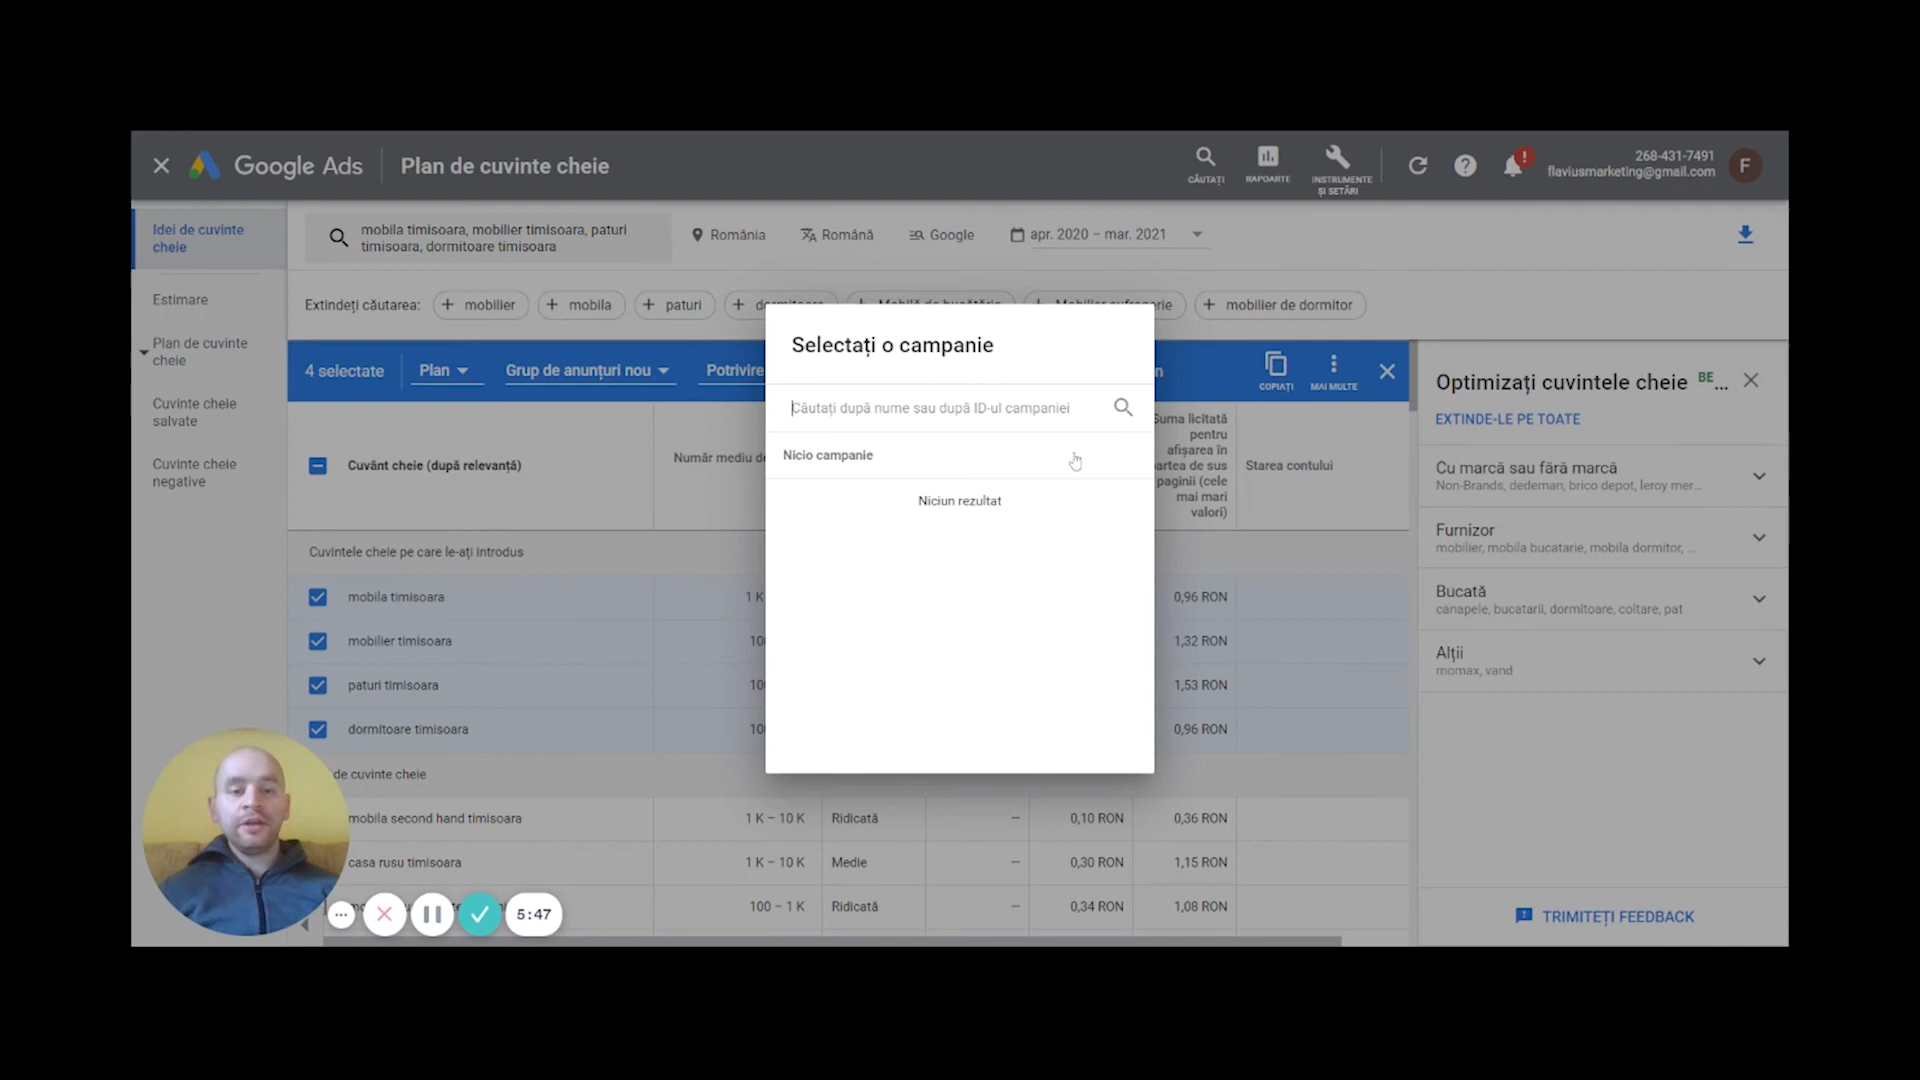 Google Ads
Plan de cuvinte cheie
CĂUTAȚI
RAPOARTE
INSTRUMENTE
ȘI SETĂRI
!
268-431-7491
flaviusmarketing@gmail.com
F
Idei de cuvinte
cheie
Estimare
Plan de cuvinte
cheie
Cuvinte cheie
salvate
Cuvinte cheie
negative
mobila timisoara, mobilier timisoara, paturi
timisoara, dormitoare timisoara
România
Română
Google
apr. 2020 – mar. 2021
Extindeți căutarea:
mobilier
mobila
paturi
mobilier de dormitor
4 selectate
Plan
Grup de anunțuri nou
Potrivire
COPIAȚI
MAI MULTE
Selectați o campanie
Căutați după nume sau după ID-ul campaniei
Nicio campanie
Niciun rezultat
Cuvânt cheie (după relevanță)
Număr mediu de
Suma licitată
pentru
afișarea în
partea de sus
paginii (cele
mai mari
valori)
Starea contului
Cuvintele cheie pe care le-ați introdus
mobila timisoara
1 K
0,96 RON
mobilier timisoara
1,32 RON
paturi timisoara
1,53 RON
dormitoare timisoara
0,96 RON
de cuvinte cheie
mobila second hand timisoara
1 K – 10 K
Ridicată
–
0,10 RON
0,36 RON
casa rusu timisoara
1 K – 10 K
Medie
–
0,30 RON
1,15 RON
100 – 1 K
Ridicată
–
0,34 RON
1,08 RON
5:47
Optimizați cuvintele cheie
BE...
EXTINDE-LE PE TOATE
Cu marcă sau fără marcă
Non-Brands, dedeman, brico depot, leroy mer...
Furnizor
mobilier, mobila bucatarie, mobila dormitor, ...
Bucată
canapele, bucatarii, dormitoare, coltare, pat
Alții
momax, vand
TRIMITEȚI FEEDBACK